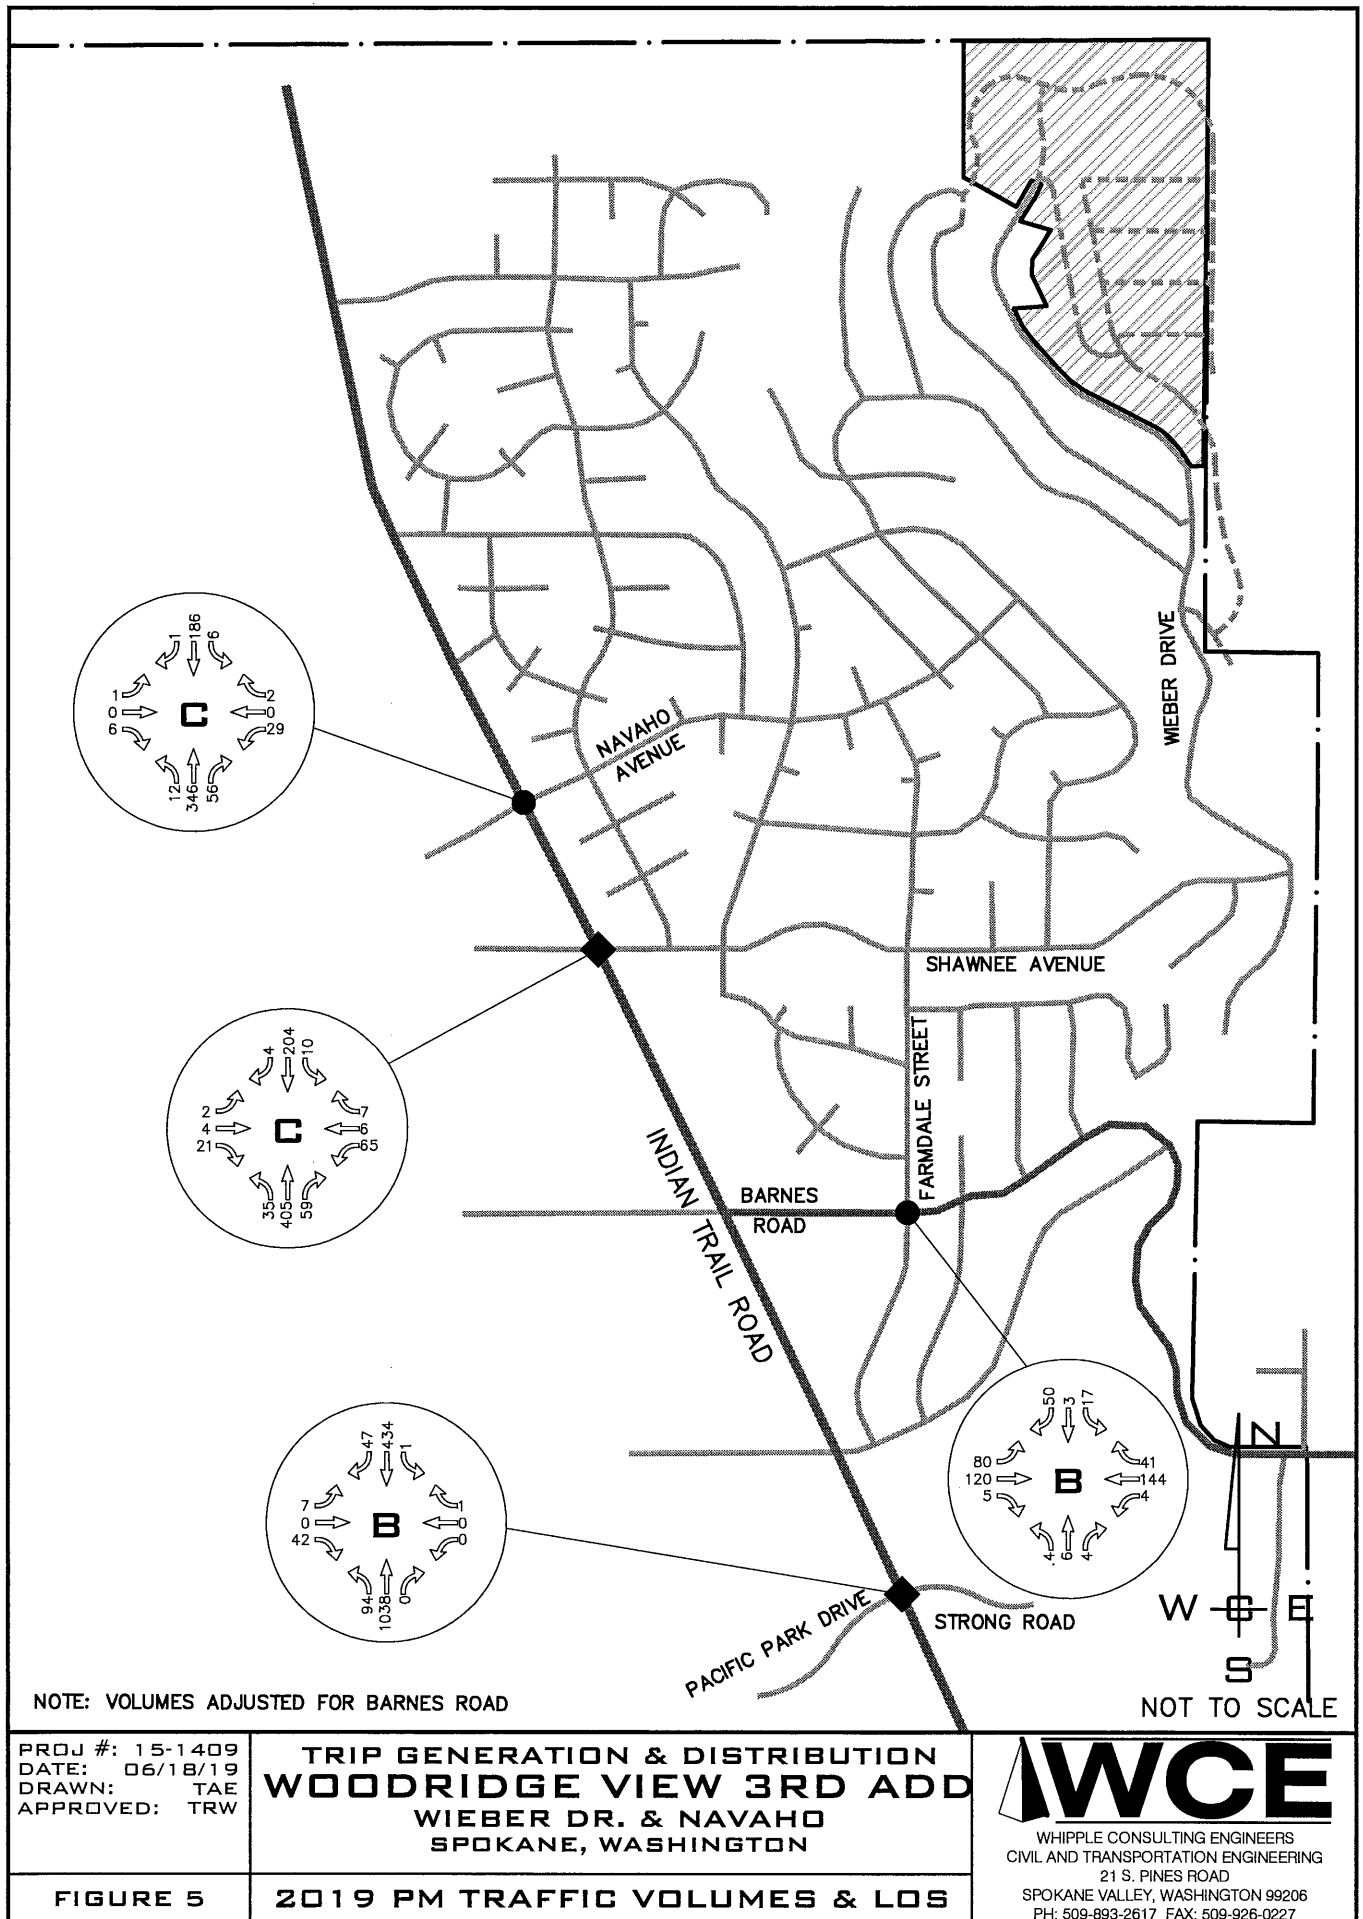 1 186 6
1
0
6
C
2
0
29
12 346 56
NAVAHO
AVENUE
WIEBER DRIVE
SHAWNEE AVENUE
4 204 10
2
4
21
C
7
6
65
35 405 59
FARMDALE STREET
INDIAN TRAIL ROAD
BARNES
ROAD
47 434 1
7
0
42
B
1
0
0
94 1038 0
50 3 17
80
120
5
B
41
144
4
4 6 4
N
W C E
S
PACIFIC PARK DRIVE
STRONG ROAD
NOTE: VOLUMES ADJUSTED FOR BARNES ROAD
NOT TO SCALE
PROJ #: 15-1409
DATE: 06/18/19
DRAWN: TAE
APPROVED: TRW
FIGURE 5
TRIP GENERATION & DISTRIBUTION
WOODRIDGE VIEW 3RD ADD
WIEBER DR. & NAVAHO
SPOKANE, WASHINGTON
2019 PM TRAFFIC VOLUMES & LOS
WCE
WHIPPLE CONSULTING ENGINEERS
CIVIL AND TRANSPORTATION ENGINEERING
21 S. PINES ROAD
SPOKANE VALLEY, WASHINGTON 99206
PH: 509-893-2617 FAX: 509-926-0227